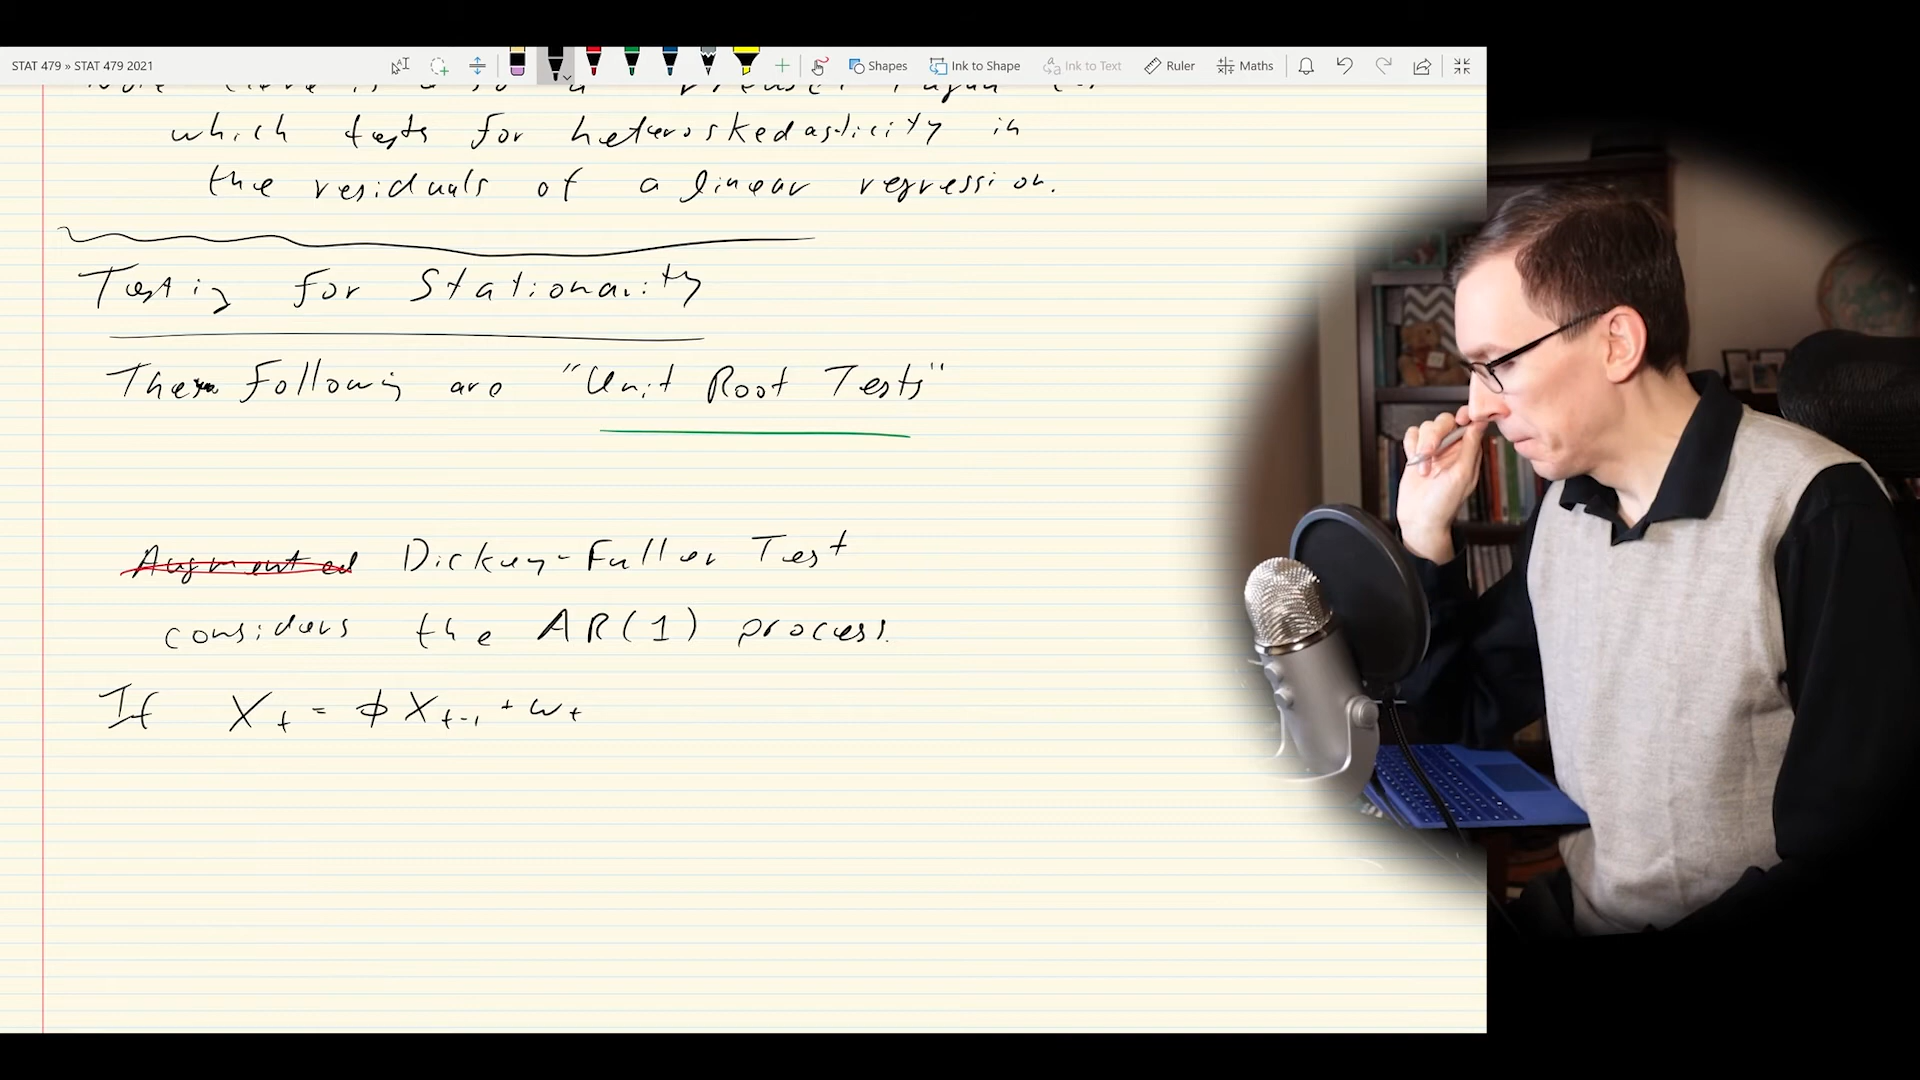 STAT 479 » STAT 479 2021 Shapes Ink to Shape Ink to Text Ruler Maths
which tests for heteroskedasticity in
the residuals of a linear regression.
Testing for Stationarity
The Following are "Unit Root Tests"
Augmented Dickey-Fuller Test
considers the AR(1) process.
If X_t = ϕ X_{t-1} + w_t